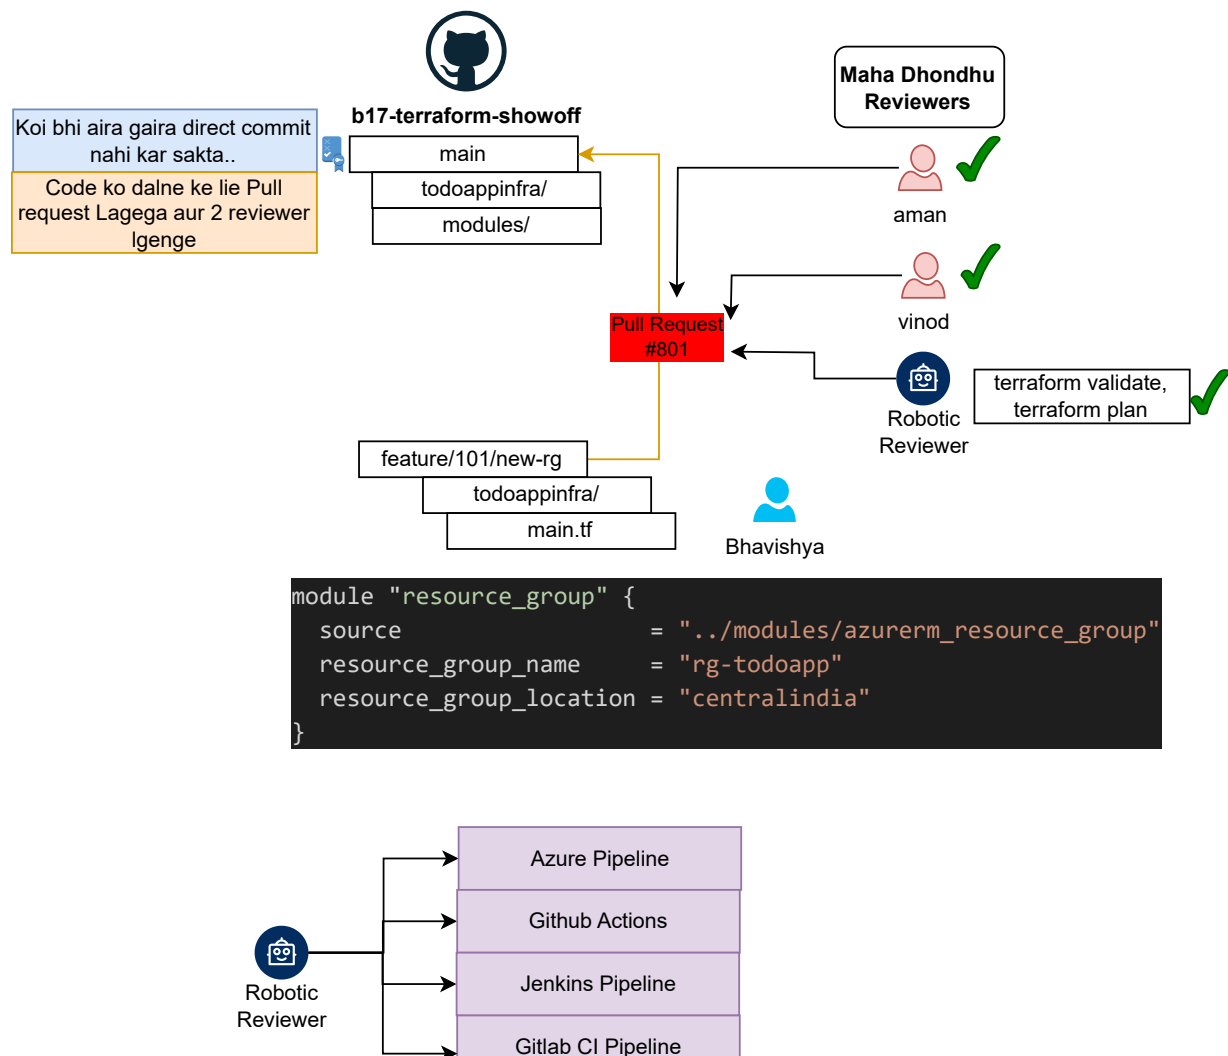 b17-terraform-showoff
Koi bhi aira gaira direct commit
nahi kar sakta..
Code ko dalne ke lie Pull
request Lagega aur 2 reviewer
lgenge
main
todoappinfra/
modules/
Maha Dhondhu
Reviewers
aman
vinod
Pull Request
#801
Robotic
Reviewer
terraform validate,
terraform plan
feature/101/new-rg
todoappinfra/
main.tf
Bhavishya
module "resource_group" {
  source                  = "../modules/azurerm_resource_group"
  resource_group_name     = "rg-todoapp"
  resource_group_location = "centralindia"
}
Robotic
Reviewer
Azure Pipeline
Github Actions
Jenkins Pipeline
Gitlab CI Pipeline